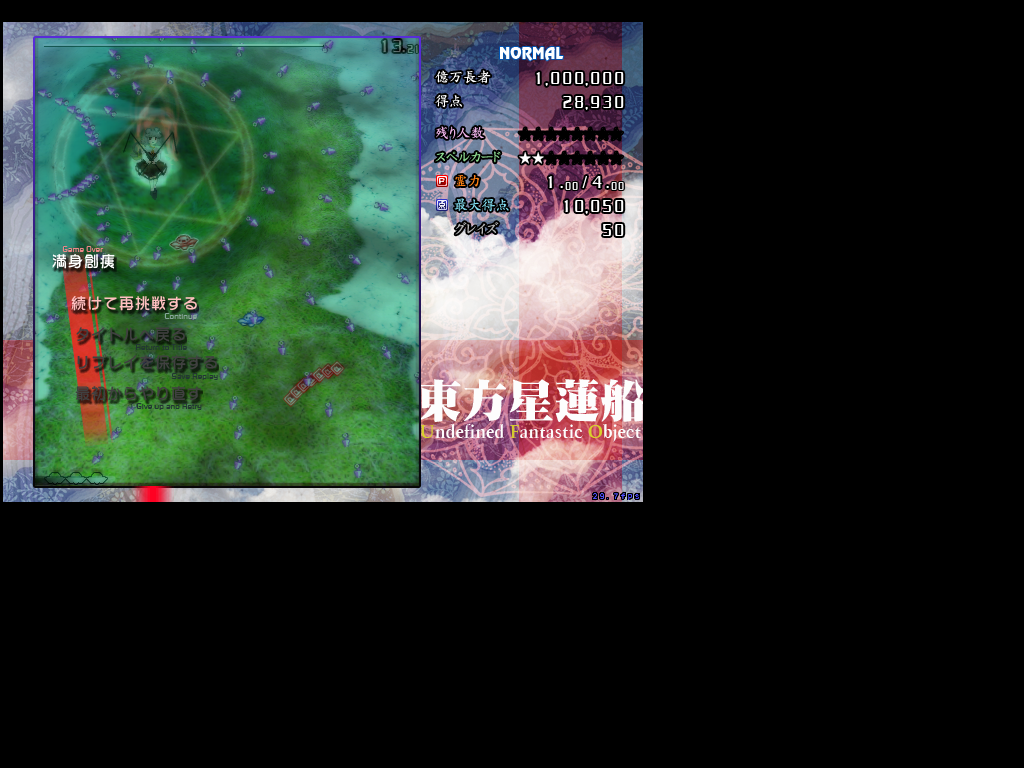 13.21
Game Over
満身創痍
続けて再挑戦する
Continue
タイトルへ戻る
リプレイを保存する
Save Replay
最初からやり直す
Give up and Retry
NORMAL
億万長者 1,000,000
得点 28,930
残り人数 ★★★★★★★★
スペルカード ★★★★★★★★
P 霊力 1.00/4.00
最大得点 10,050
グレイズ 50
東方星蓮船
Undefined Fantastic Object